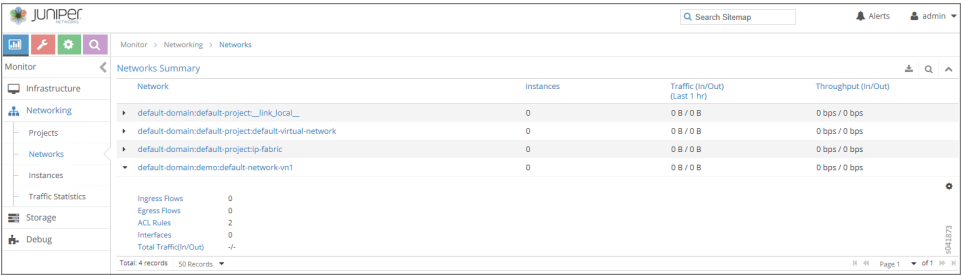 JUNIPER
NETWORKS
Search Sitemap
Alerts
admin
Monitor > Networking > Networks
Monitor
Infrastructure
Networking
Projects
Networks
Instances
Traffic Statistics
Storage
Debug
Networks Summary
Network Instances Traffic (In/Out) Throughput (In/Out)
(Last 1 hr)
default-domain:default-project:__link_local__ 0 0 B / 0 B 0 bps / 0 bps
default-domain:default-project:default-virtual-network 0 0 B / 0 B 0 bps / 0 bps
default-domain:default-project:ip-fabric 0 0 B / 0 B 0 bps / 0 bps
default-domain:demo:default-network-vn1 0 0 B / 0 B 0 bps / 0 bps
Ingress Flows 0
Egress Flows 0
ACL Rules 2
Interfaces 0
Total Traffic(In/Out) -/-
Total: 4 records 50 Records Page 1 of 1
s041873